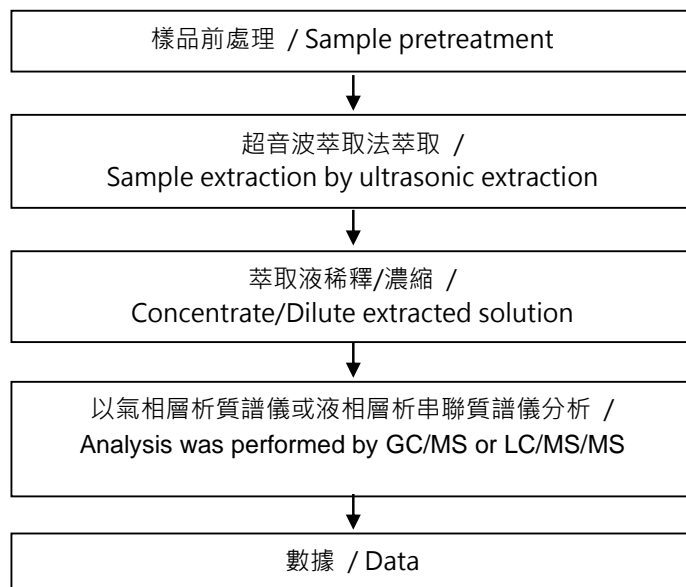 樣品前處理 / Sample pretreatment
超音波萃取法萃取 /
Sample extraction by ultrasonic extraction
萃取液稀釋/濃縮 /
Concentrate/Dilute extracted solution
以氣相層析質譜儀或液相層析串聯質譜儀分析 /
Analysis was performed by GC/MS or LC/MS/MS
數據 / Data